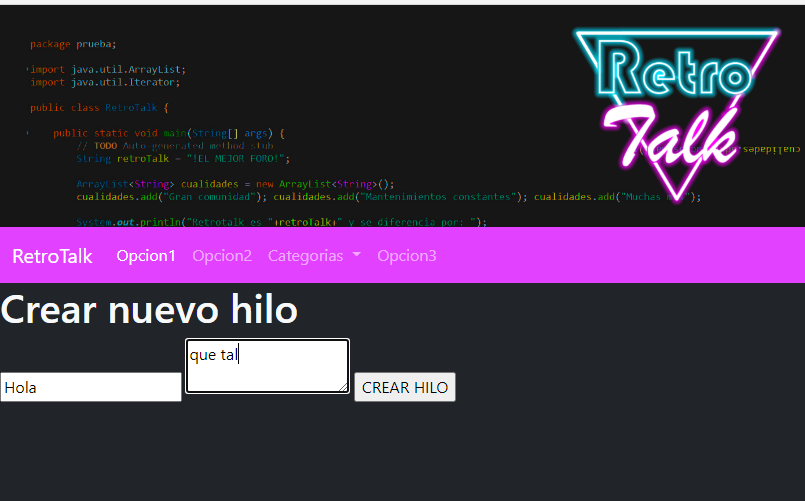 package prueba;
import java.util.ArrayList;
import java.util.Iterator;
public class RetroTalk {
public static void main(String[] args) {
// TODO Auto-generated method stub
String retroTalk = "!EL MEJOR FORO!";
ArrayList<String> cualidades = new ArrayList<String>();
cualidades.add("Gran comunidad"); cualidades.add("Mantenimientos constantes"); cualidades.add("Muchas
System.out.println("Retrotalk es "+retroTalk+" y se diferencia por: ");
Retro
Talk
RetroTalk Opcion1 Opcion2 Categorias Opcion3
Crear nuevo hilo
Hola
que tal
CREAR HILO